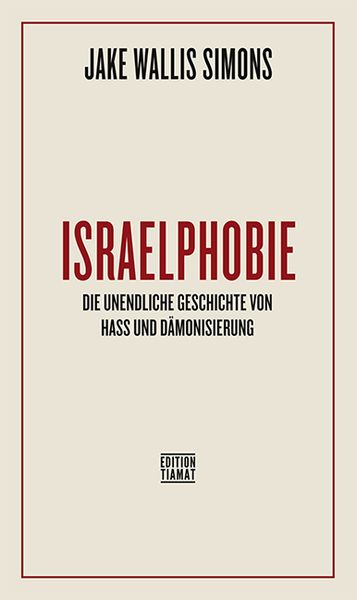 JAKE WALLIS SIMONS
ISRAELPHOBIE
DIE UNENDLICHE GESCHICHTE VON
HASS UND DÄMONISIERUNG
EDITION
TIAMAT